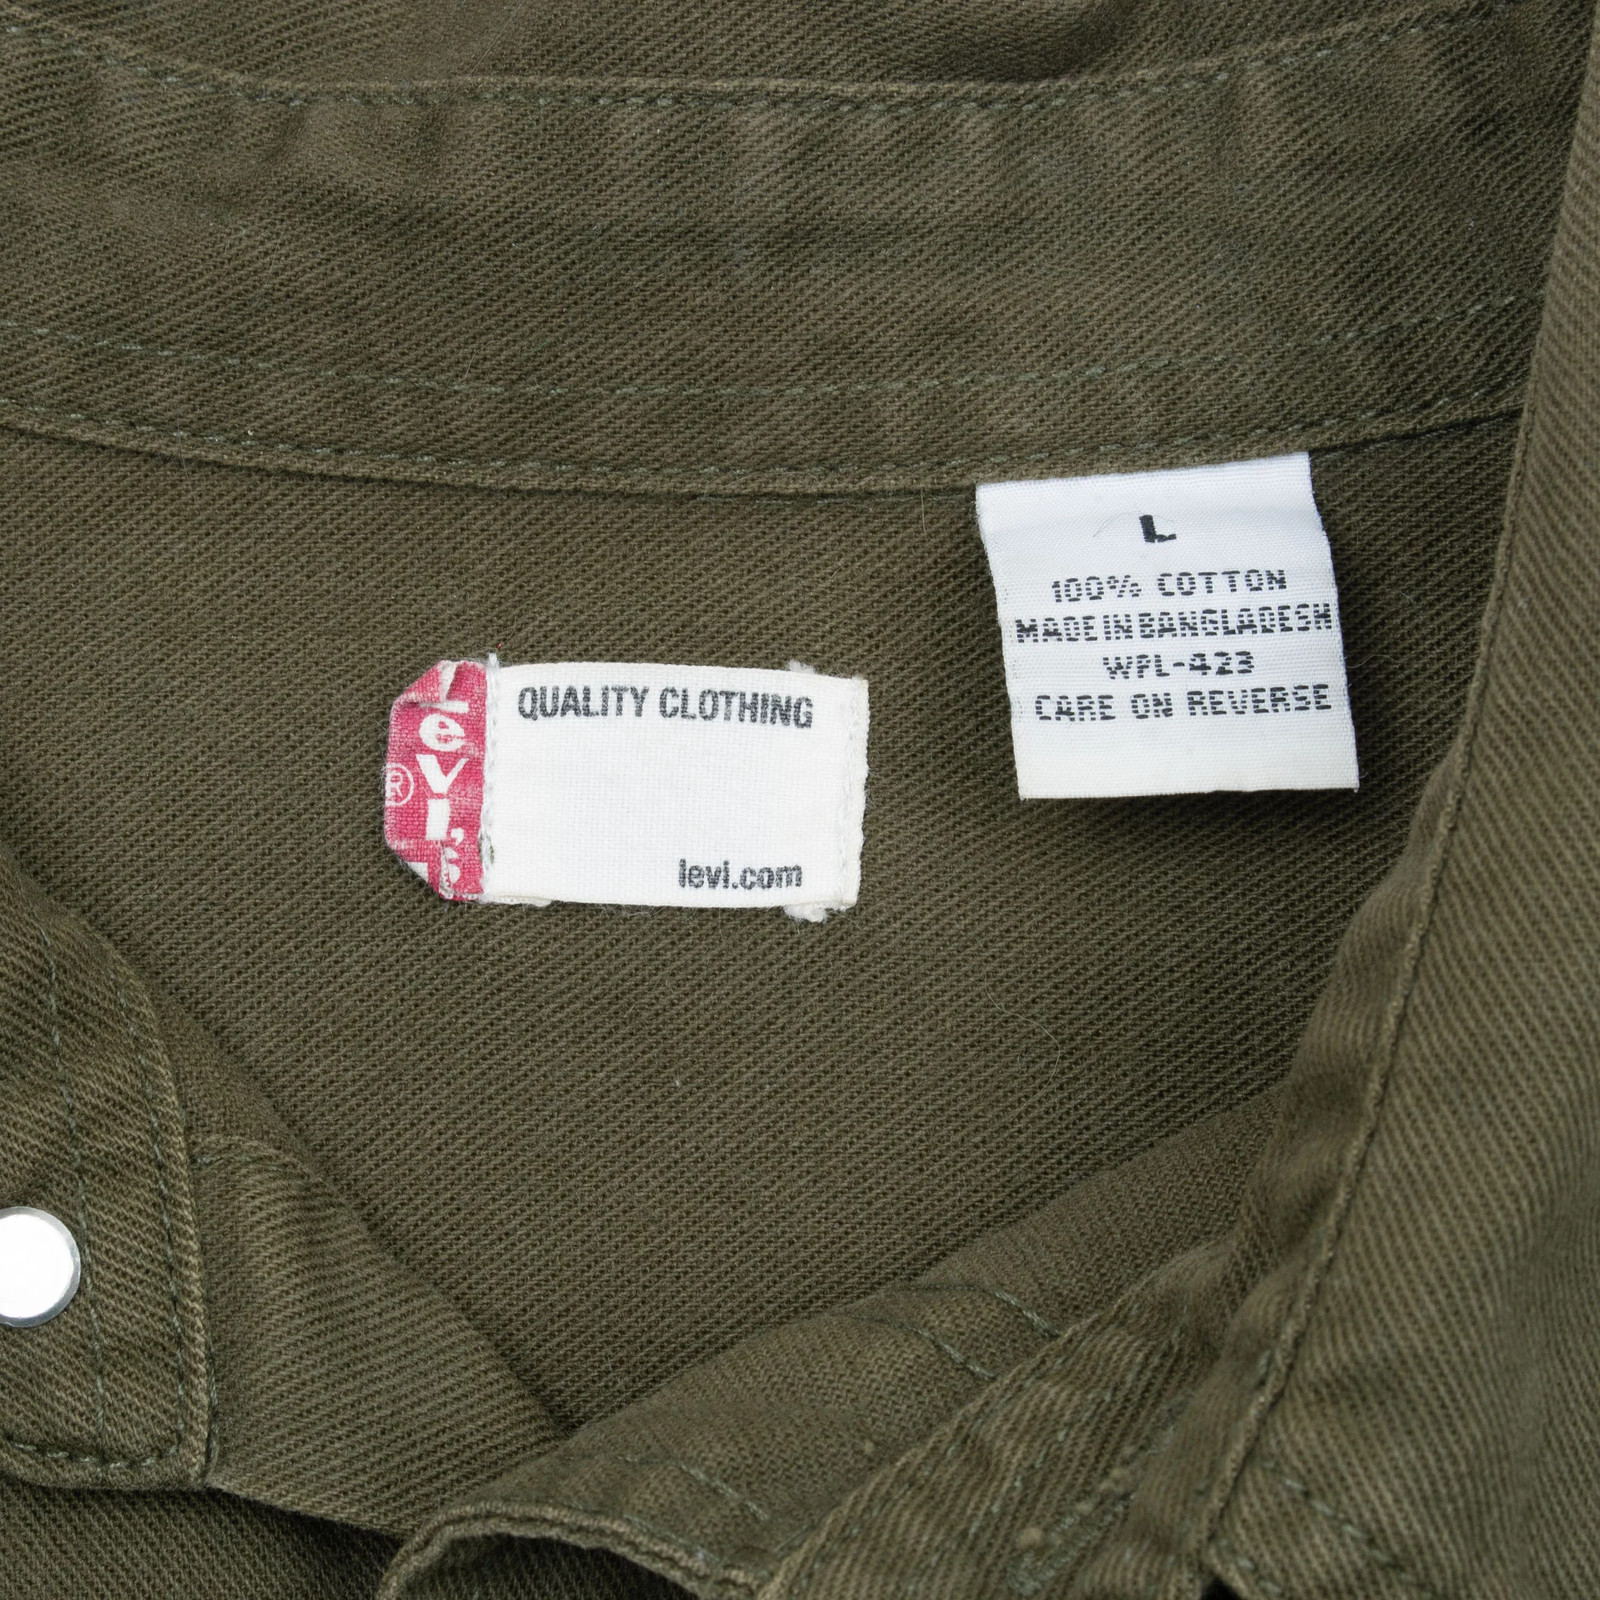 Levi's
®
QUALITY CLOTHING
levi.com
L
100% COTTON
MADE IN BANGLADESH
WPL-423
CARE ON REVERSE